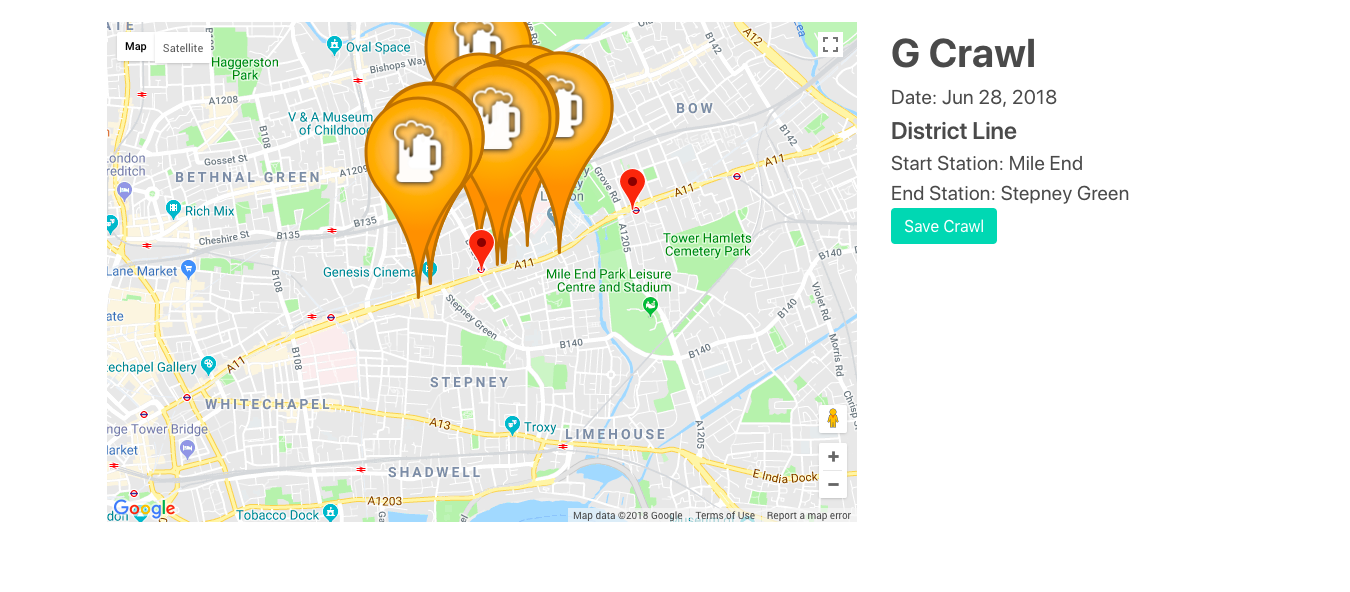 ATE
Map
Satellite
Oval Space
Haggerston
Park
Bishops Way
B142
A12
A1208
V & A Museum
of Childhood
BOW
B108
B142
London
Gosset St
BETHNAL GREEN
A11
A11
Grove Rd
Rich Mix
B135
Cheshire St
B135
A1205
Tower Hamlets
Cemetery Park
Lane Market
Genesis Cinema
A11
B140
Mile End Park Leisure
Centre and Stadium
B108
Stepney Green
B140
Violet Rd
B140
B140
Morris Rd
echapel Gallery
A11
B108
STEPNEY
WHITECHAPEL
A13
Troxy
LIMEHOUSE
A1205
Chrisp
nge Tower Bridge
arket
SHADWELL
E India Dock
A1203
Google
Tobacco Dock
Map data ©2018 Google
Terms of Use
Report a map error
G Crawl
Date: Jun 28, 2018
District Line
Start Station: Mile End
End Station: Stepney Green
Save Crawl